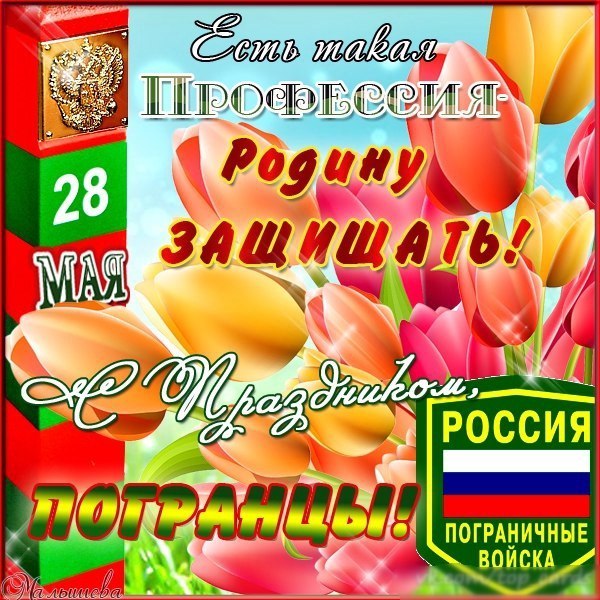 Есть такая
Профессия-
Родину
ЗАЩИЩАТЬ!
28
МАЯ
С Праздником,
ПОГРАНЦЫ!
РОССИЯ
ПОГРАНИЧНЫЕ
ВОЙСКА
Малышева